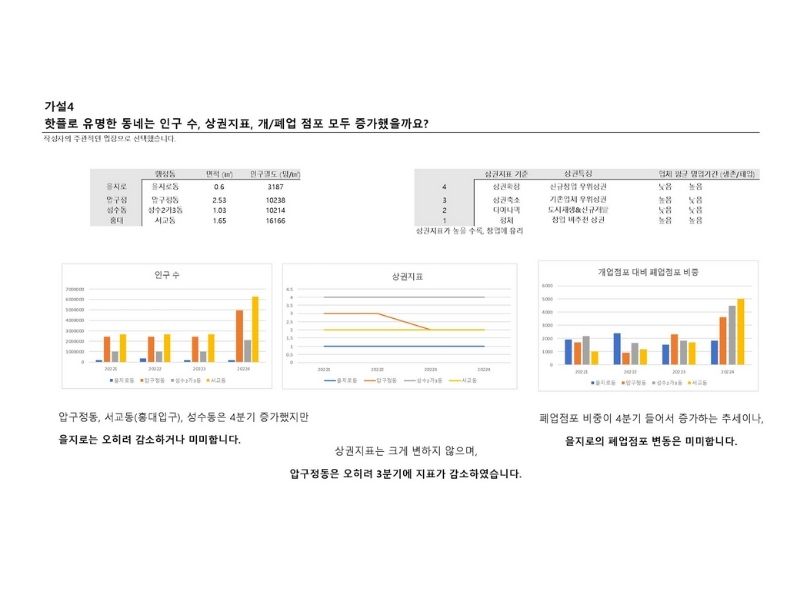 가설4
핫플로 유명한 동네는 인구 수, 상권지표, 개/폐업 점포 모두 증가했을까요?
작성자의 주관적인 입장으로 선택했습니다.
행정동 면적 (㎢) 인구밀도 (명/㎢)
을지로 을지로동 0.6 3187
압구정 압구정동 2.53 10238
성수동 성수2가3동 1.03 10214
홍대 서교동 1.65 16166
상권지표 기준 상권특징 업체 평균 영업기간 (생존/폐업)
4 상권확장 신규창업 우위상권 낮음 높음
3 상권축소 기존업체 우위상권 높음 낮음
2 다이나믹 도시재생&신규개발 낮음 낮음
1 정체 창업 비추천 상권 높음 높음
상권지표가 높을 수록, 창업에 유리
인구 수
7000000
6000000
5000000
4000000
3000000
2000000
1000000
0
20221 20222 20223 20224
을지로동 압구정동 성수2가3동 서교동
상권지표
4.5
4
3.5
3
2.5
2
1.5
1
0.5
0
20221 20222 20223 20224
을지로동 압구정동 성수2가3동 서교동
개업점포 대비 폐업점포 비중
6000
5000
4000
3000
2000
1000
0
20221 20222 20223 20224
을지로동 압구정동 성수2가3동 서교동
압구정동, 서교동(홍대입구), 성수동은 4분기 증가했지만
을지로는 오히려 감소하거나 미미합니다.
상권지표는 크게 변하지 않으며,
압구정동은 오히려 3분기에 지표가 감소하였습니다.
폐업점포 비중이 4분기 들어서 증가하는 추세이나,
을지로의 폐업점포 변동은 미미합니다.